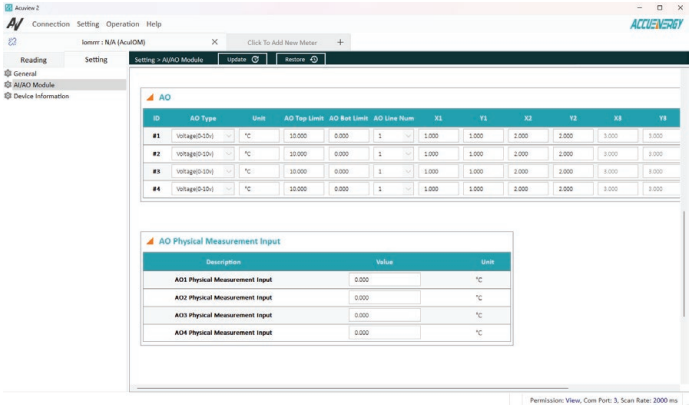 Acuview 2
Connection Setting Operation Help
ACCUENERGY
Iomm : N/A (AcuIOM) Click To Add New Meter +
Reading Setting Setting > AI/AO Module Update Restore
General
AI/AO Module
Device Information
AO
ID AO Type Unit AO Top Limit AO Bot Limit AO Line Num X1 Y1 X2 Y2 X3 Y3
#1 Voltage(0-10v) °C 10.000 0.000 1 1.000 1.000 2.000 2.000 3.000 3.000
#2 Voltage(0-10v) °C 10.000 0.000 1 1.000 1.000 2.000 2.000 3.000 3.000
#3 Voltage(0-10v) °C 10.000 0.000 1 1.000 1.000 2.000 2.000 3.000 3.000
#4 Voltage(0-10v) °C 10.000 0.000 1 1.000 1.000 2.000 2.000 3.000 3.000
AO Physical Measurement Input
Description Value Unit
AO1 Physical Measurement Input 0.000 °C
AO2 Physical Measurement Input 0.000 °C
AO3 Physical Measurement Input 0.000 °C
AO4 Physical Measurement Input 0.000 °C
Permission: View, Com Port: 3, Scan Rate: 2000 ms